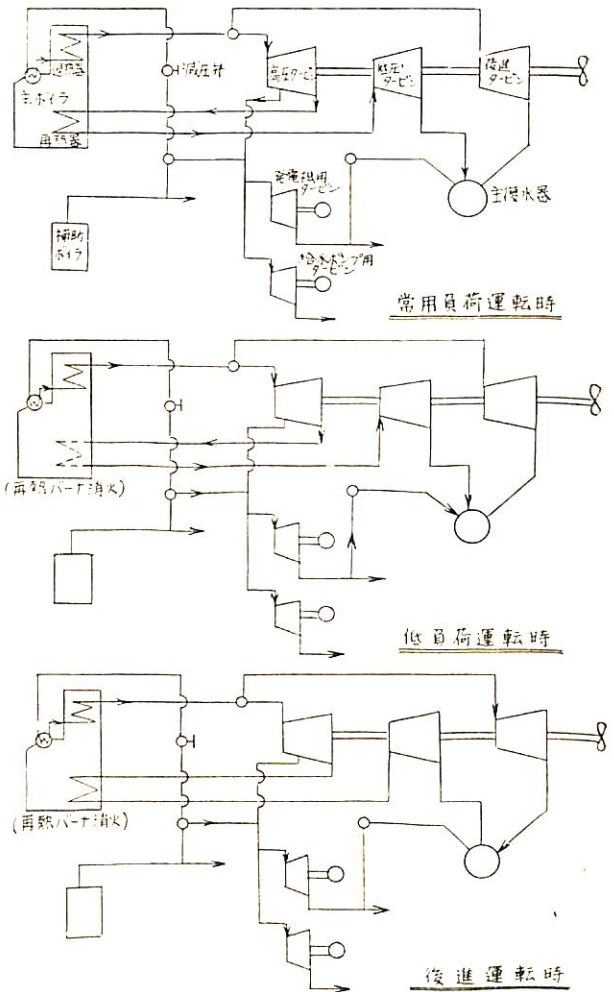 過熱器
減圧弁
高圧タービン
低圧
タービン
後進
タービン
主ボイラ
再熱器
発電機用
タービン
主復水器
補助
ボイラ
給水ポンプ用
タービン
常用負荷運転時
(再熱バーナ消火)
低負荷運転時
(再熱バーナ消火)
後進運転時